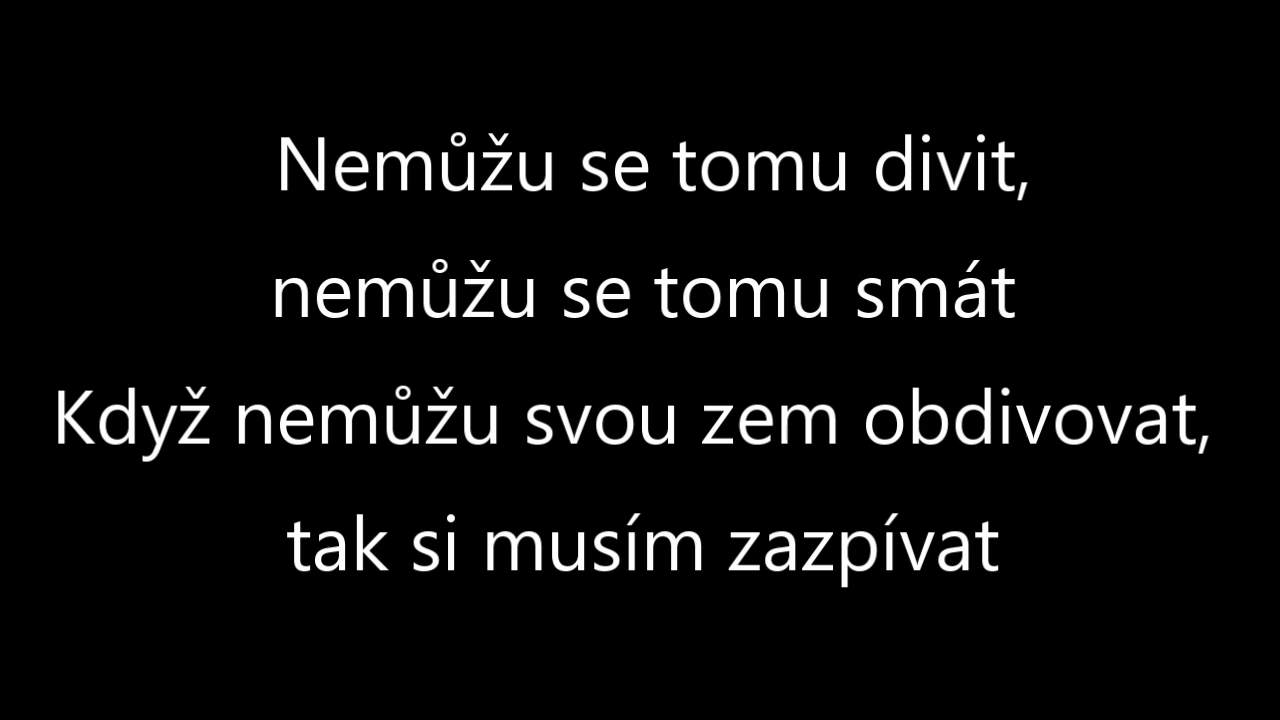 Nemůžu se tomu divit,
nemůžu se tomu smát
Když nemůžu svou zem obdivovat,
tak si musím zazpívat